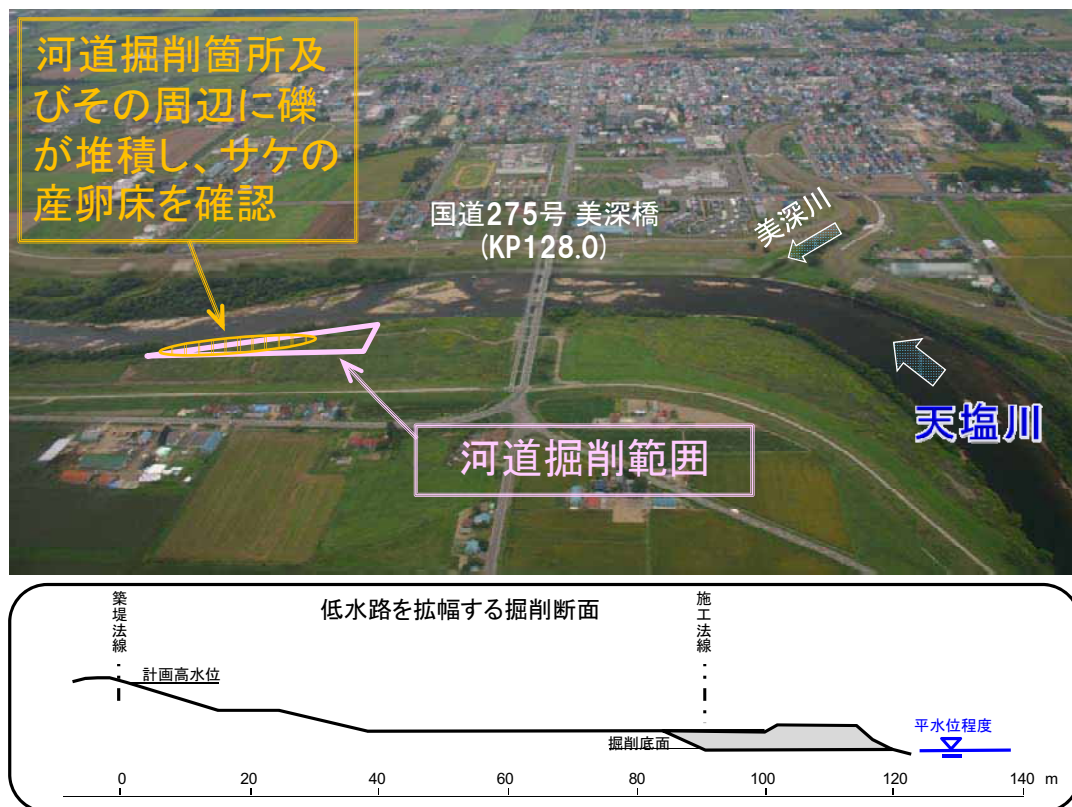 河道掘削箇所及
びその周辺に礫
が堆積し、サケの
産卵床を確認
国道275号 美深橋
(KP128.0)
美深川
天塩川
河道掘削範囲
低水路を拡幅する掘削断面
築堤法線
施工法線
計画高水位
掘削底面
平水位程度
0 20 40 60 80 100 120 140 m